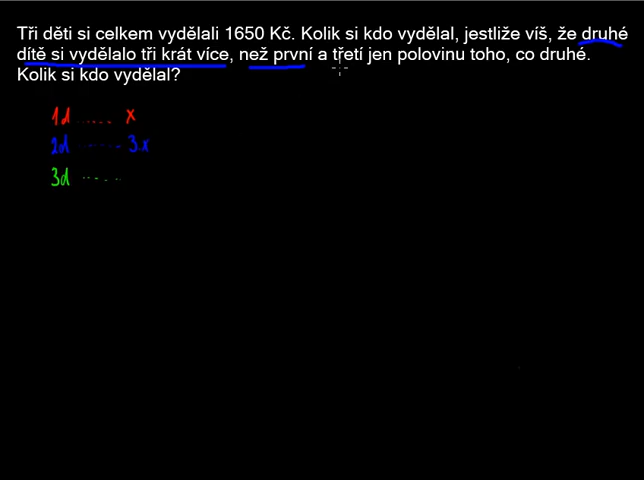 Tři děti si celkem vydělali 1650 Kč. Kolik si kdo vydělal, jestliže víš, že druhé
dítě si vydělalo tři krát více, než první a třetí jen polovinu toho, co druhé.
Kolik si kdo vydělal?
1d ..... x
2d ....... 3.x
3d ......